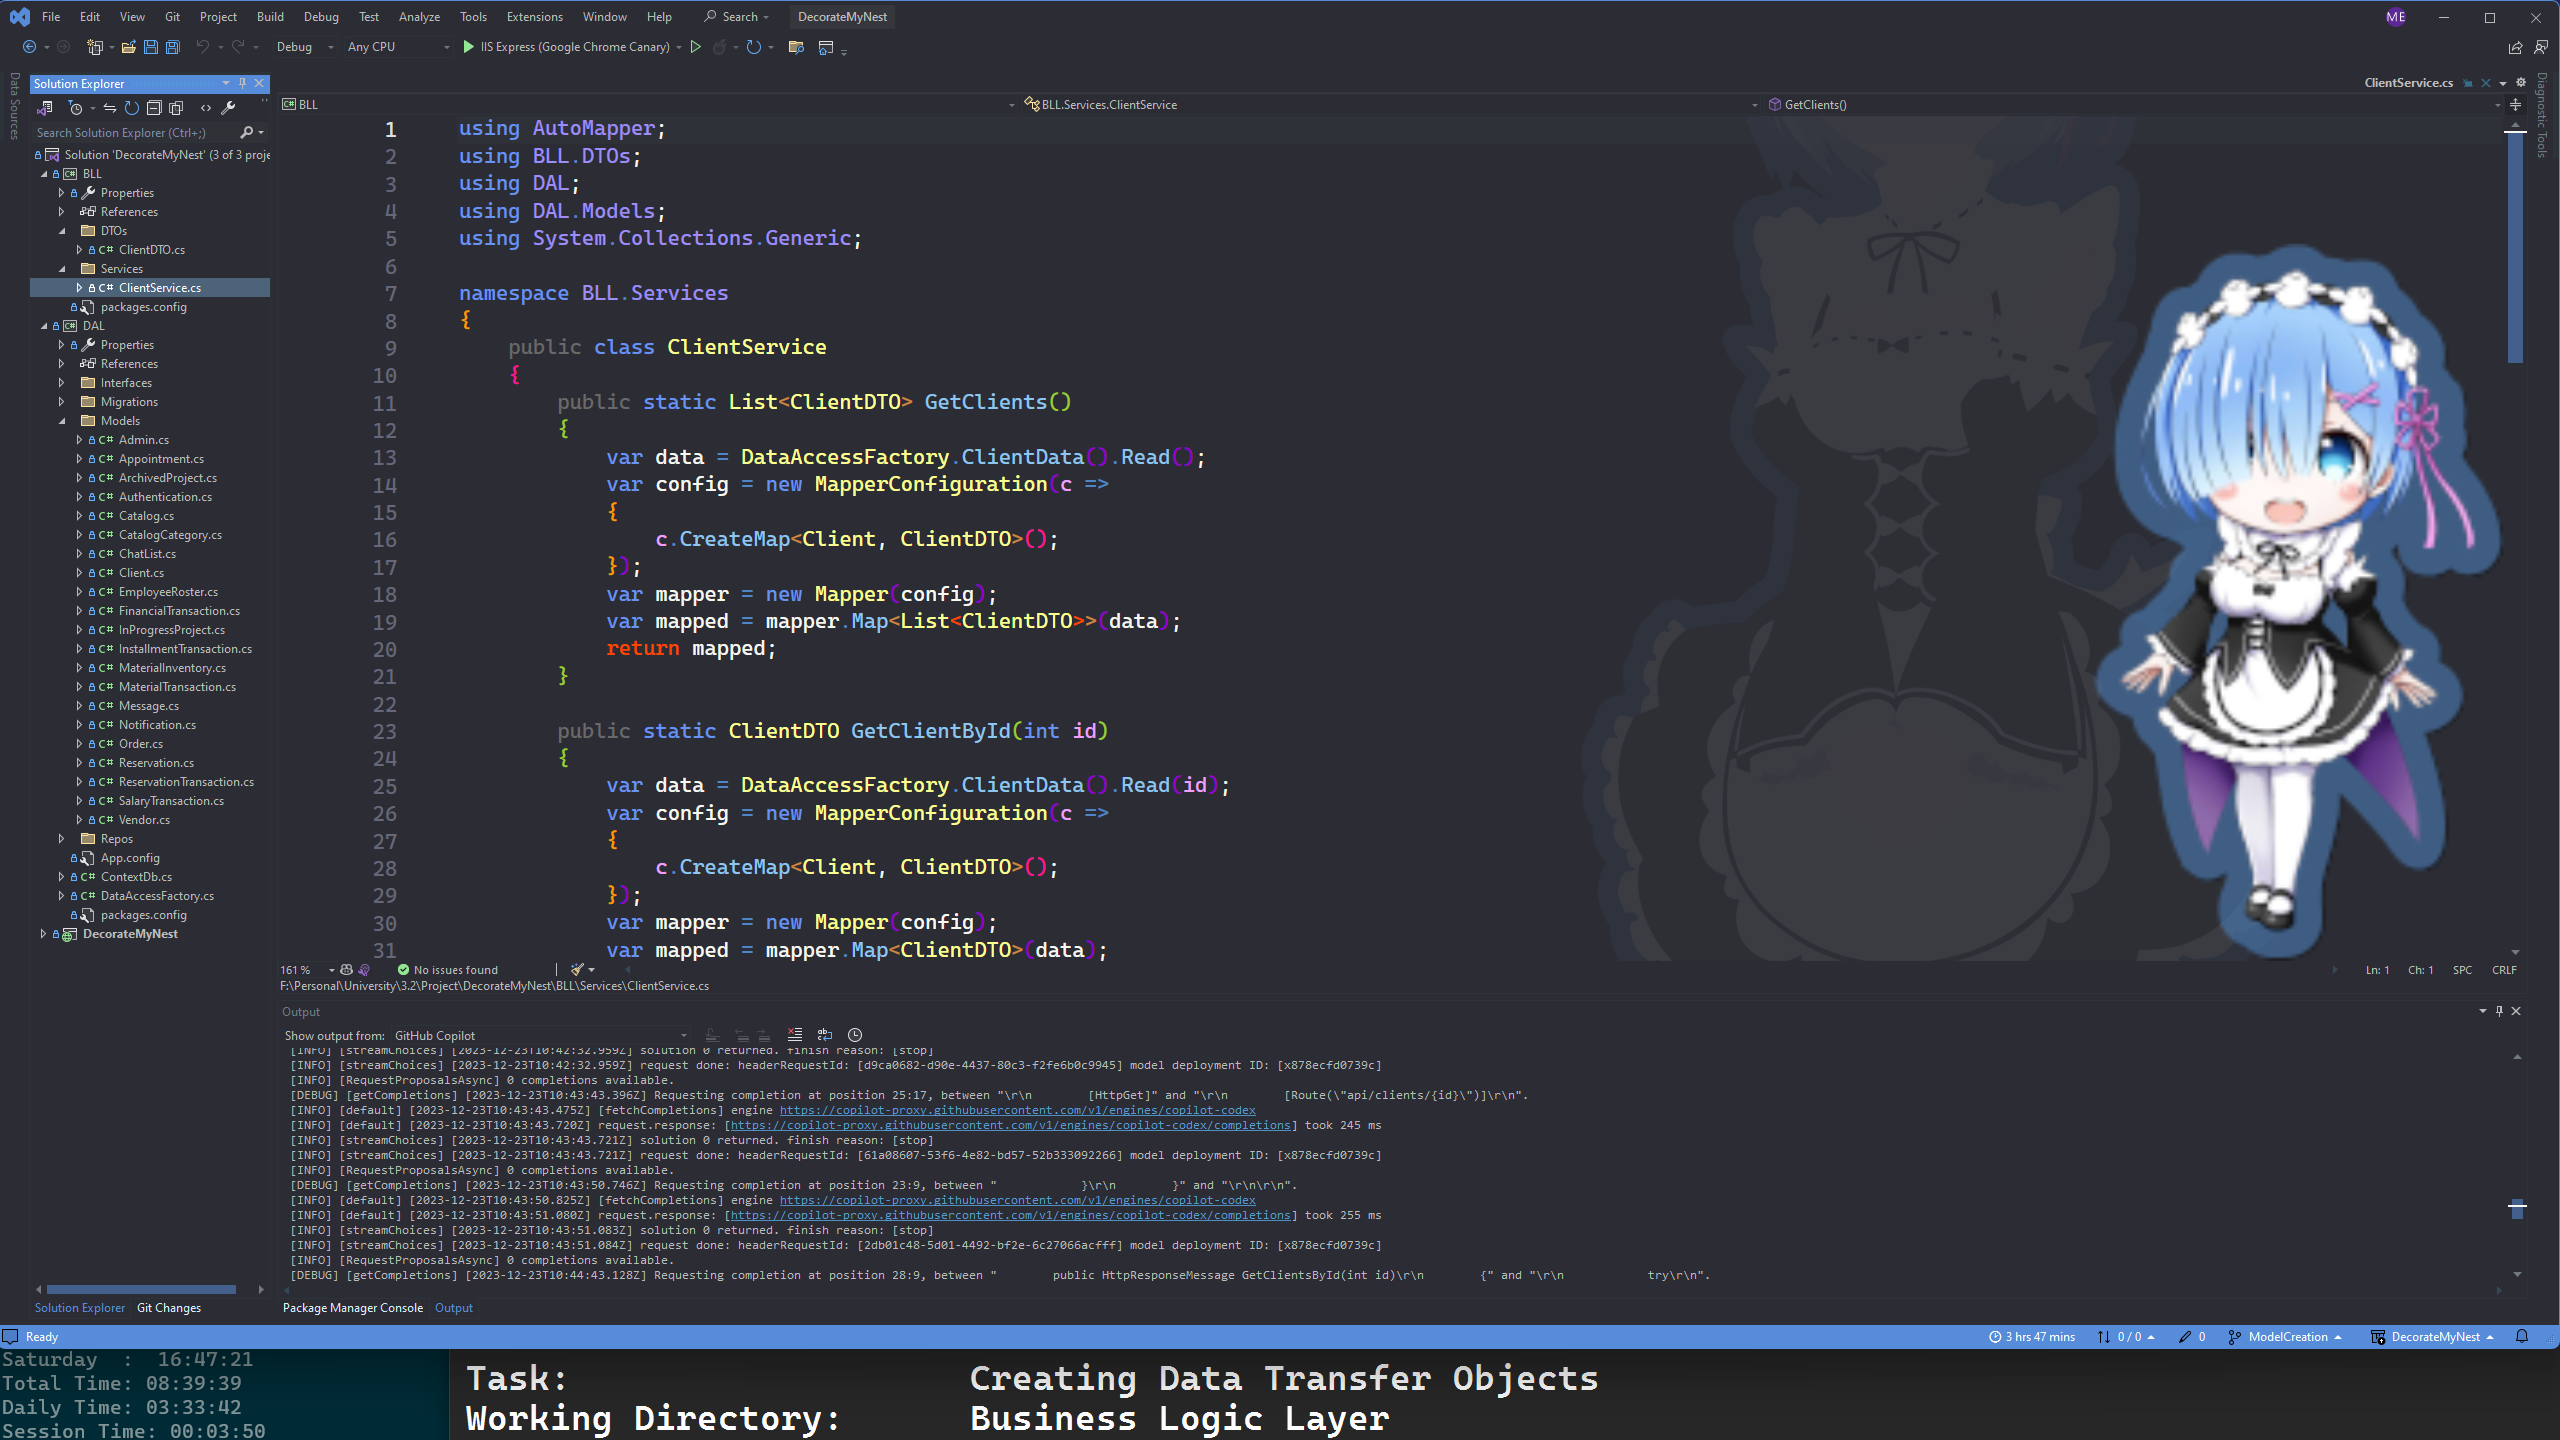 File Edit View Git Project Build Debug Test Analyze Tools Extensions Window Help Search DecorateMyNest ME
Debug Any CPU IIS Express (Google Chrome Canary)
Data Sources
Solution Explorer
Search Solution Explorer (Ctrl+;)
Solution 'DecorateMyNest' (3 of 3 proje
BLL
Properties
References
DTOs
C# ClientDTO.cs
Services
C# ClientService.cs
packages.config
DAL
Properties
References
Interfaces
Migrations
Models
C# Admin.cs
C# Appointment.cs
C# ArchivedProject.cs
C# Authentication.cs
C# Catalog.cs
C# CatalogCategory.cs
C# ChatList.cs
C# Client.cs
C# EmployeeRoster.cs
C# FinancialTransaction.cs
C# InProgressProject.cs
C# InstallmentTransaction.cs
C# MaterialInventory.cs
C# MaterialTransaction.cs
C# Message.cs
C# Notification.cs
C# Order.cs
C# Reservation.cs
C# ReservationTransaction.cs
C# SalaryTransaction.cs
C# Vendor.cs
Repos
App.config
C# ContextDb.cs
C# DataAccessFactory.cs
packages.config
DecorateMyNest
Solution Explorer Git Changes
ClientService.cs
Diagnostic Tools
BLL BLL.Services.ClientService GetClients()
1 using AutoMapper;
2 using BLL.DTOs;
3 using DAL;
4 using DAL.Models;
5 using System.Collections.Generic;
6
7 namespace BLL.Services
8 {
9 public class ClientService
10 {
11 public static List<ClientDTO> GetClients()
12 {
13 var data = DataAccessFactory.ClientData().Read();
14 var config = new MapperConfiguration(c =>
15 {
16 c.CreateMap<Client, ClientDTO>();
17 });
18 var mapper = new Mapper(config);
19 var mapped = mapper.Map<List<ClientDTO>>(data);
20 return mapped;
21 }
22
23 public static ClientDTO GetClientById(int id)
24 {
25 var data = DataAccessFactory.ClientData().Read(id);
26 var config = new MapperConfiguration(c =>
27 {
28 c.CreateMap<Client, ClientDTO>();
29 });
30 var mapper = new Mapper(config);
31 var mapped = mapper.Map<ClientDTO>(data);
161 % No issues found Ln: 1 Ch: 1 SPC CRLF
F:\Personal\University\3.2\Project\DecorateMyNest\BLL\Services\ClientService.cs
Output
Show output from: GitHub Copilot
[INFO] [streamChoices] [2023-12-23T10:42:32.959Z] solution 0 returned. finish reason: [stop]
[INFO] [streamChoices] [2023-12-23T10:42:32.959Z] request done: headerRequestId: [d9ca0682-d90e-4437-80c3-f2fe6b0c9945] model deployment ID: [x878ecfd0739c]
[INFO] [RequestProposalsAsync] 0 completions available.
[DEBUG] [getCompletions] [2023-12-23T10:43:43.396Z] Requesting completion at position 25:17, between "\r\n [HttpGet]" and "\r\n [Route(\"api/clients/{id}\")]\r\n".
[INFO] [default] [2023-12-23T10:43:43.475Z] [fetchCompletions] engine https://copilot-proxy.githubusercontent.com/v1/engines/copilot-codex
[INFO] [default] [2023-12-23T10:43:43.720Z] request.response: [https://copilot-proxy.githubusercontent.com/v1/engines/copilot-codex/completions] took 245 ms
[INFO] [streamChoices] [2023-12-23T10:43:43.721Z] solution 0 returned. finish reason: [stop]
[INFO] [streamChoices] [2023-12-23T10:43:43.721Z] request done: headerRequestId: [61a08607-53f6-4e82-bd57-52b333092266] model deployment ID: [x878ecfd0739c]
[INFO] [RequestProposalsAsync] 0 completions available.
[DEBUG] [getCompletions] [2023-12-23T10:43:50.746Z] Requesting completion at position 23:9, between " }\r\n }" and "\r\n\r\n".
[INFO] [default] [2023-12-23T10:43:50.825Z] [fetchCompletions] engine https://copilot-proxy.githubusercontent.com/v1/engines/copilot-codex
[INFO] [default] [2023-12-23T10:43:51.080Z] request.response: [https://copilot-proxy.githubusercontent.com/v1/engines/copilot-codex/completions] took 255 ms
[INFO] [streamChoices] [2023-12-23T10:43:51.083Z] solution 0 returned. finish reason: [stop]
[INFO] [streamChoices] [2023-12-23T10:43:51.084Z] request done: headerRequestId: [2db01c48-5d01-4492-bf2e-6c27066acfff] model deployment ID: [x878ecfd0739c]
[INFO] [RequestProposalsAsync] 0 completions available.
[DEBUG] [getCompletions] [2023-12-23T10:44:43.128Z] Requesting completion at position 28:9, between " public HttpResponseMessage GetClientsById(int id)\r\n {" and "\r\n try\r\n".
Package Manager Console Output
Ready 3 hrs 47 mins 0 / 0 0 ModelCreation DecorateMyNest
Saturday : 16:47:21
Total Time: 08:39:39
Daily Time: 03:33:42
Session Time: 00:03:50
Task: Creating Data Transfer Objects
Working Directory: Business Logic Layer